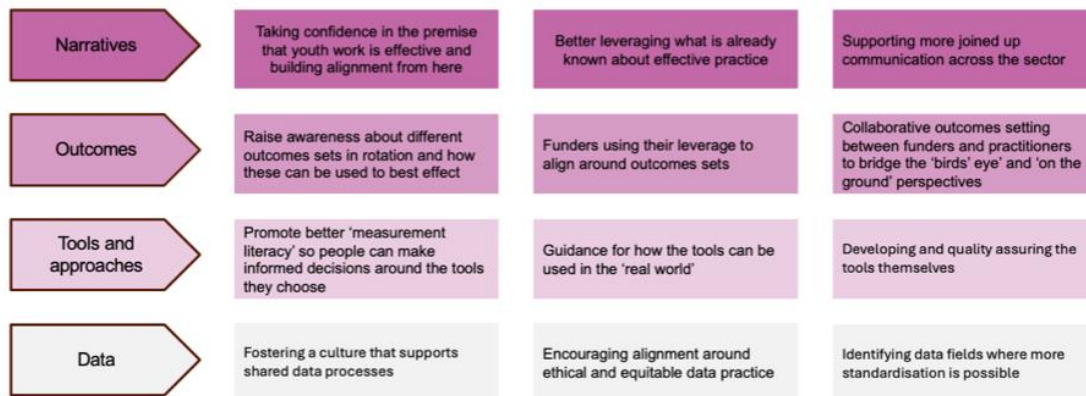 Narratives
Taking confidence in the premise
that youth work is effective and
building alignment from here
Better leveraging what is already
known about effective practice
Supporting more joined up
communication across the sector
Outcomes
Raise awareness about different
outcomes sets in rotation and how
these can be used to best effect
Funders using their leverage to
align around outcomes sets
Collaborative outcomes setting
between funders and practitioners
to bridge the ‘birds’ eye’ and ‘on
the ground’ perspectives
Tools and
approaches
Promote better ‘measurement
literacy’ so people can make
informed decisions around the tools
they choose
Guidance for how the tools can be
used in the ‘real world’
Developing and quality assuring the
tools themselves
Data
Fostering a culture that supports
shared data processes
Encouraging alignment around
ethical and equitable data practice
Identifying data fields where more
standardisation is possible